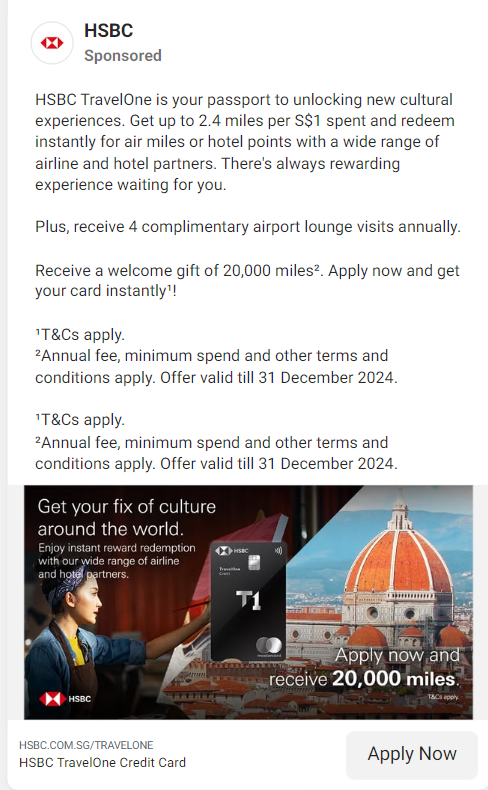 HSBC
Sponsored
HSBC TravelOne is your passport to unlocking new cultural
experiences. Get up to 2.4 miles per S$1 spent and redeem
instantly for air miles or hotel points with a wide range of
airline and hotel partners. There's always rewarding
experience waiting for you.
Plus, receive 4 complimentary airport lounge visits annually.
Receive a welcome gift of 20,000 miles². Apply now and get
your card instantly¹!
¹T&Cs apply.
²Annual fee, minimum spend and other terms and
conditions apply. Offer valid till 31 December 2024.
¹T&Cs apply.
²Annual fee, minimum spend and other terms and
conditions apply. Offer valid till 31 December 2024.
Get your fix of culture
around the world.
Enjoy instant reward redemption
with our wide range of airline
and hotel partners.
HSBC
TravelOne
Credit
T1
mastercard
Apply now and
receive 20,000 miles.
T&Cs apply.
HSBC
HSBC.COM.SG/TRAVELONE
HSBC TravelOne Credit Card
Apply Now